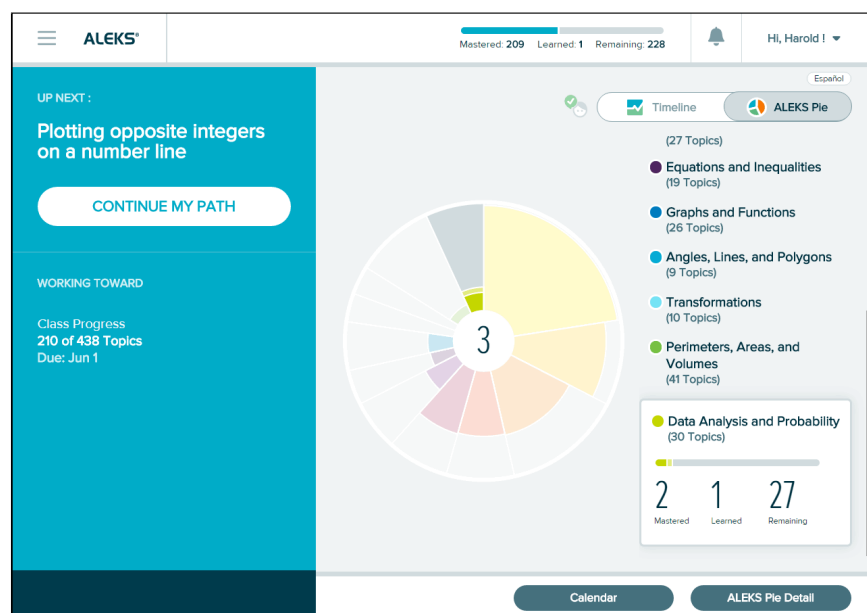 ALEKS®
Mastered: 209 Learned: 1 Remaining: 228
Hi, Harold !
UP NEXT :
Plotting opposite integers
on a number line
CONTINUE MY PATH
WORKING TOWARD
Class Progress
210 of 438 Topics
Due: Jun 1
Español
Timeline
ALEKS Pie
(27 Topics)
Equations and Inequalities
(19 Topics)
Graphs and Functions
(26 Topics)
Angles, Lines, and Polygons
(9 Topics)
Transformations
(10 Topics)
Perimeters, Areas, and
Volumes
(41 Topics)
3
Data Analysis and Probability
(30 Topics)
2 1 27
Mastered Learned Remaining
Calendar
ALEKS Pie Detail